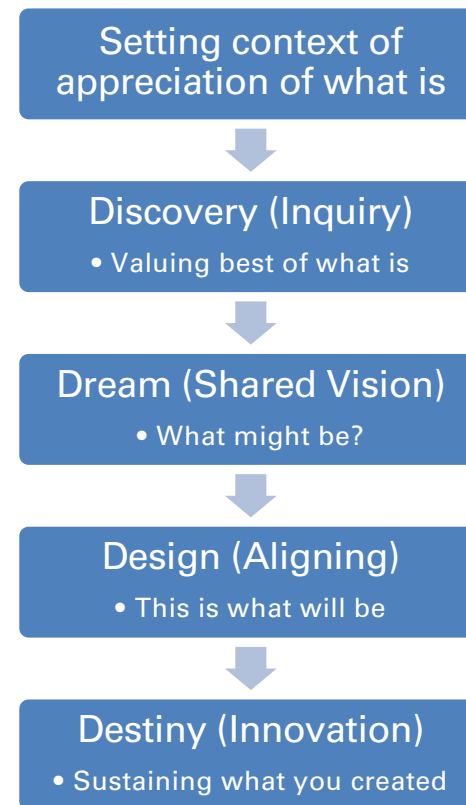 Setting context of
appreciation of what is
Discovery (Inquiry)
• Valuing best of what is
Dream (Shared Vision)
• What might be?
Design (Aligning)
• This is what will be
Destiny (Innovation)
• Sustaining what you created